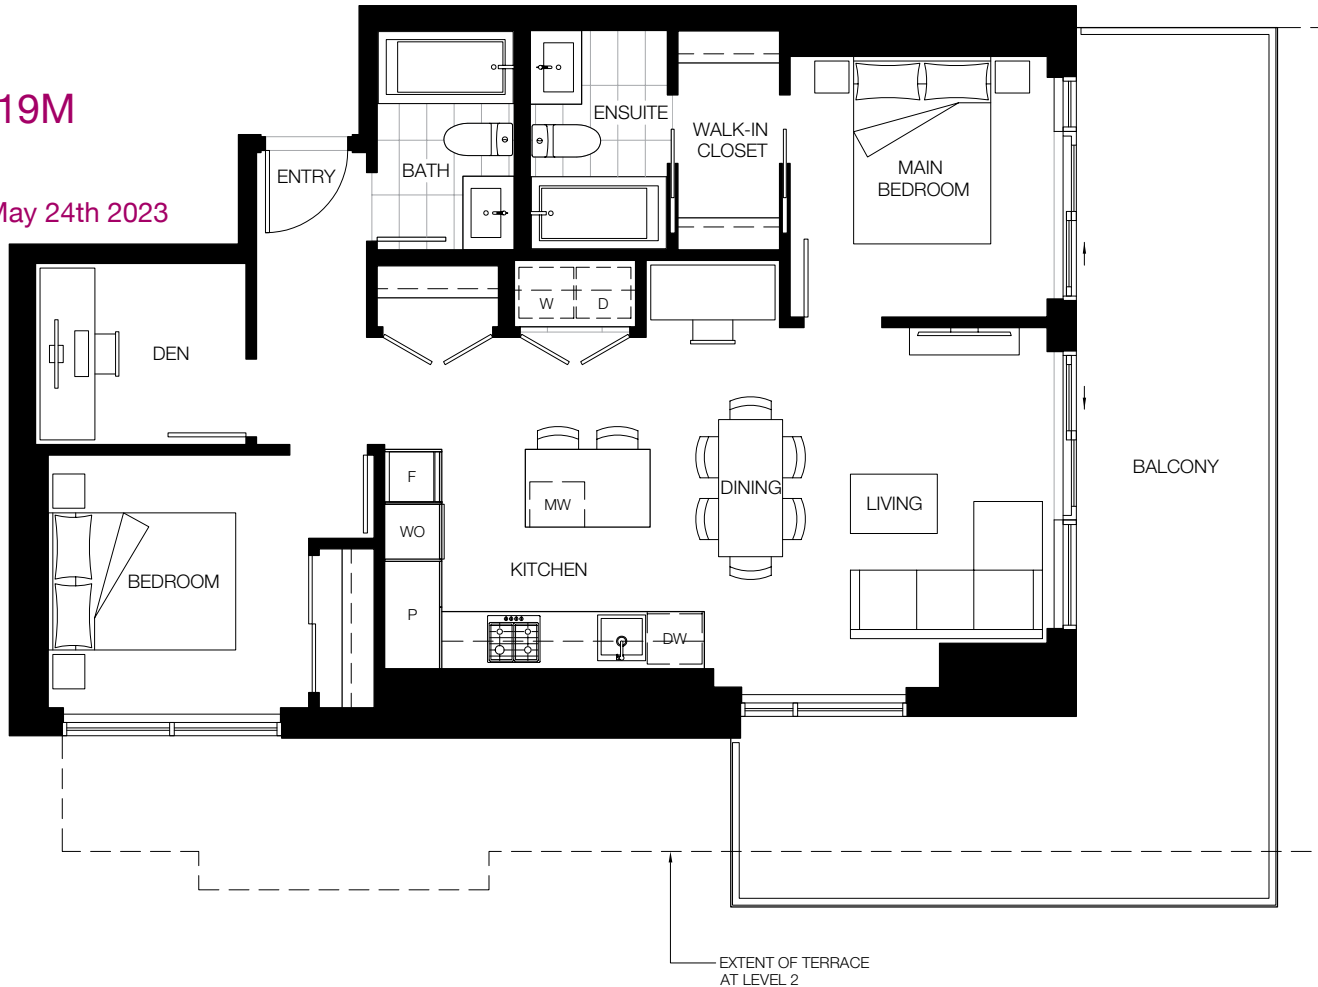 19M
May 24th 2023
ENTRY
BATH
ENSUITE
WALK-IN
CLOSET
MAIN
BEDROOM
W
D
DEN
BALCONY
F
WO
P
MW
DINING
LIVING
KITCHEN
BEDROOM
DW
EXTENT OF TERRACE
AT LEVEL 2